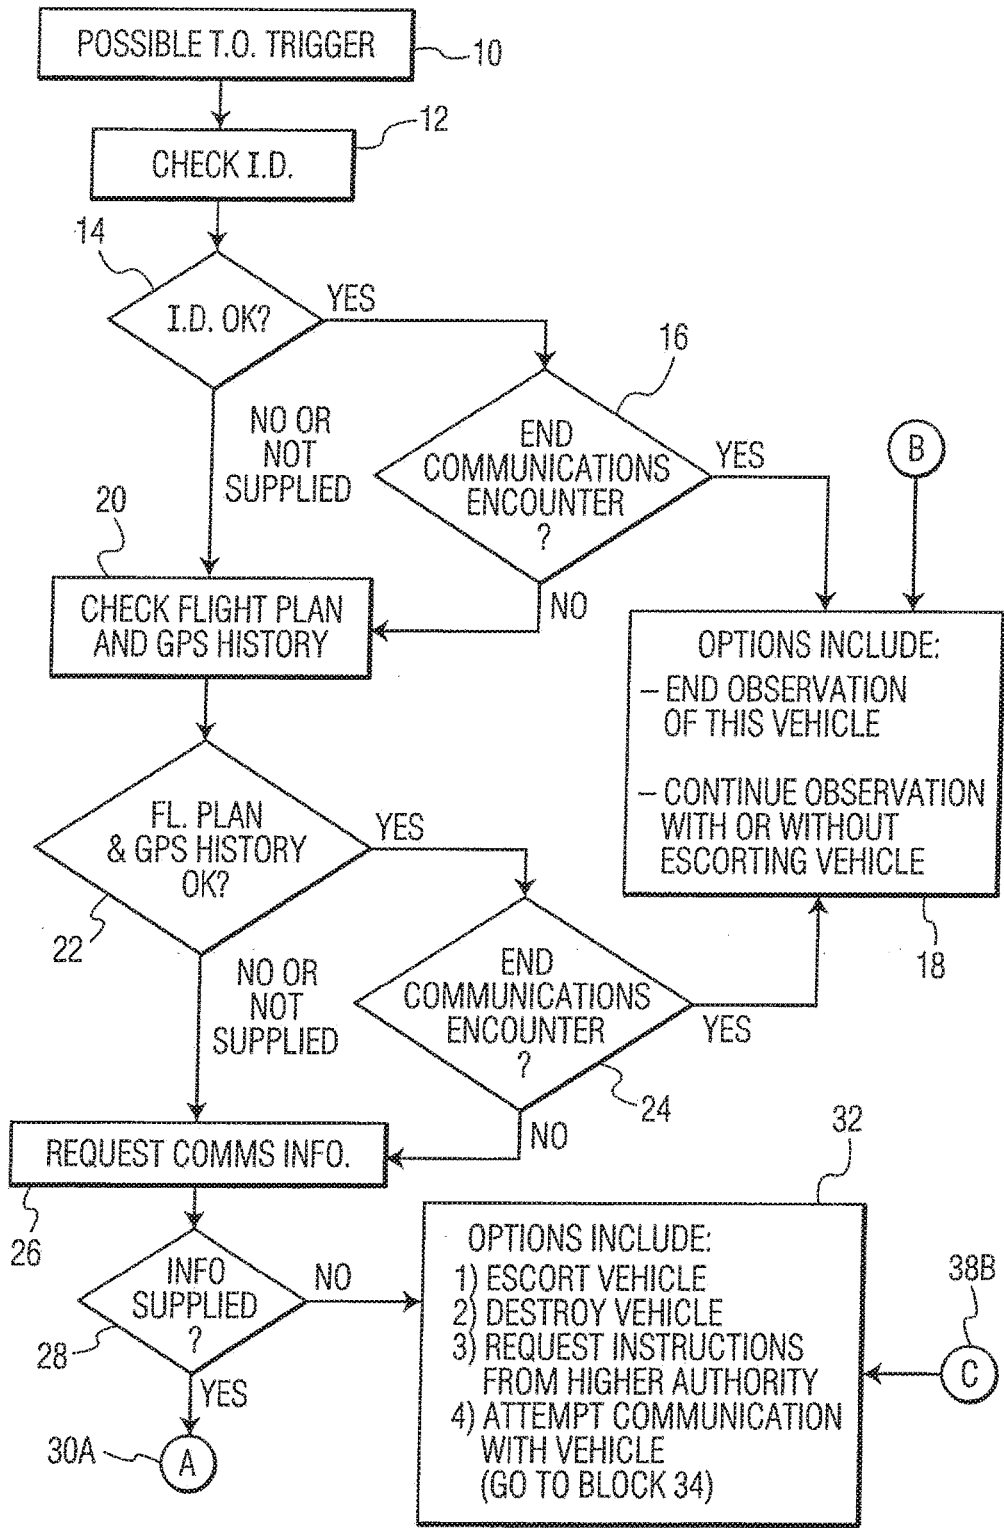 POSSIBLE T.O. TRIGGER
10
12
CHECK I.D.
14
I.D. OK?
YES
16
NO OR
NOT
SUPPLIED
END
COMMUNICATIONS
ENCOUNTER
?
YES
B
20
CHECK FLIGHT PLAN
AND GPS HISTORY
NO
OPTIONS INCLUDE:
– END OBSERVATION
OF THIS VEHICLE
– CONTINUE OBSERVATION
WITH OR WITHOUT
ESCORTING VEHICLE
18
FL. PLAN
& GPS HISTORY
OK?
YES
22
NO OR
NOT
SUPPLIED
END
COMMUNICATIONS
ENCOUNTER
?
YES
24
NO
REQUEST COMMS INFO.
26
32
INFO
SUPPLIED
?
NO
28
YES
30A
A
OPTIONS INCLUDE:
1) ESCORT VEHICLE
2) DESTROY VEHICLE
3) REQUEST INSTRUCTIONS
FROM HIGHER AUTHORITY
4) ATTEMPT COMMUNICATION
WITH VEHICLE
(GO TO BLOCK 34)
38B
C